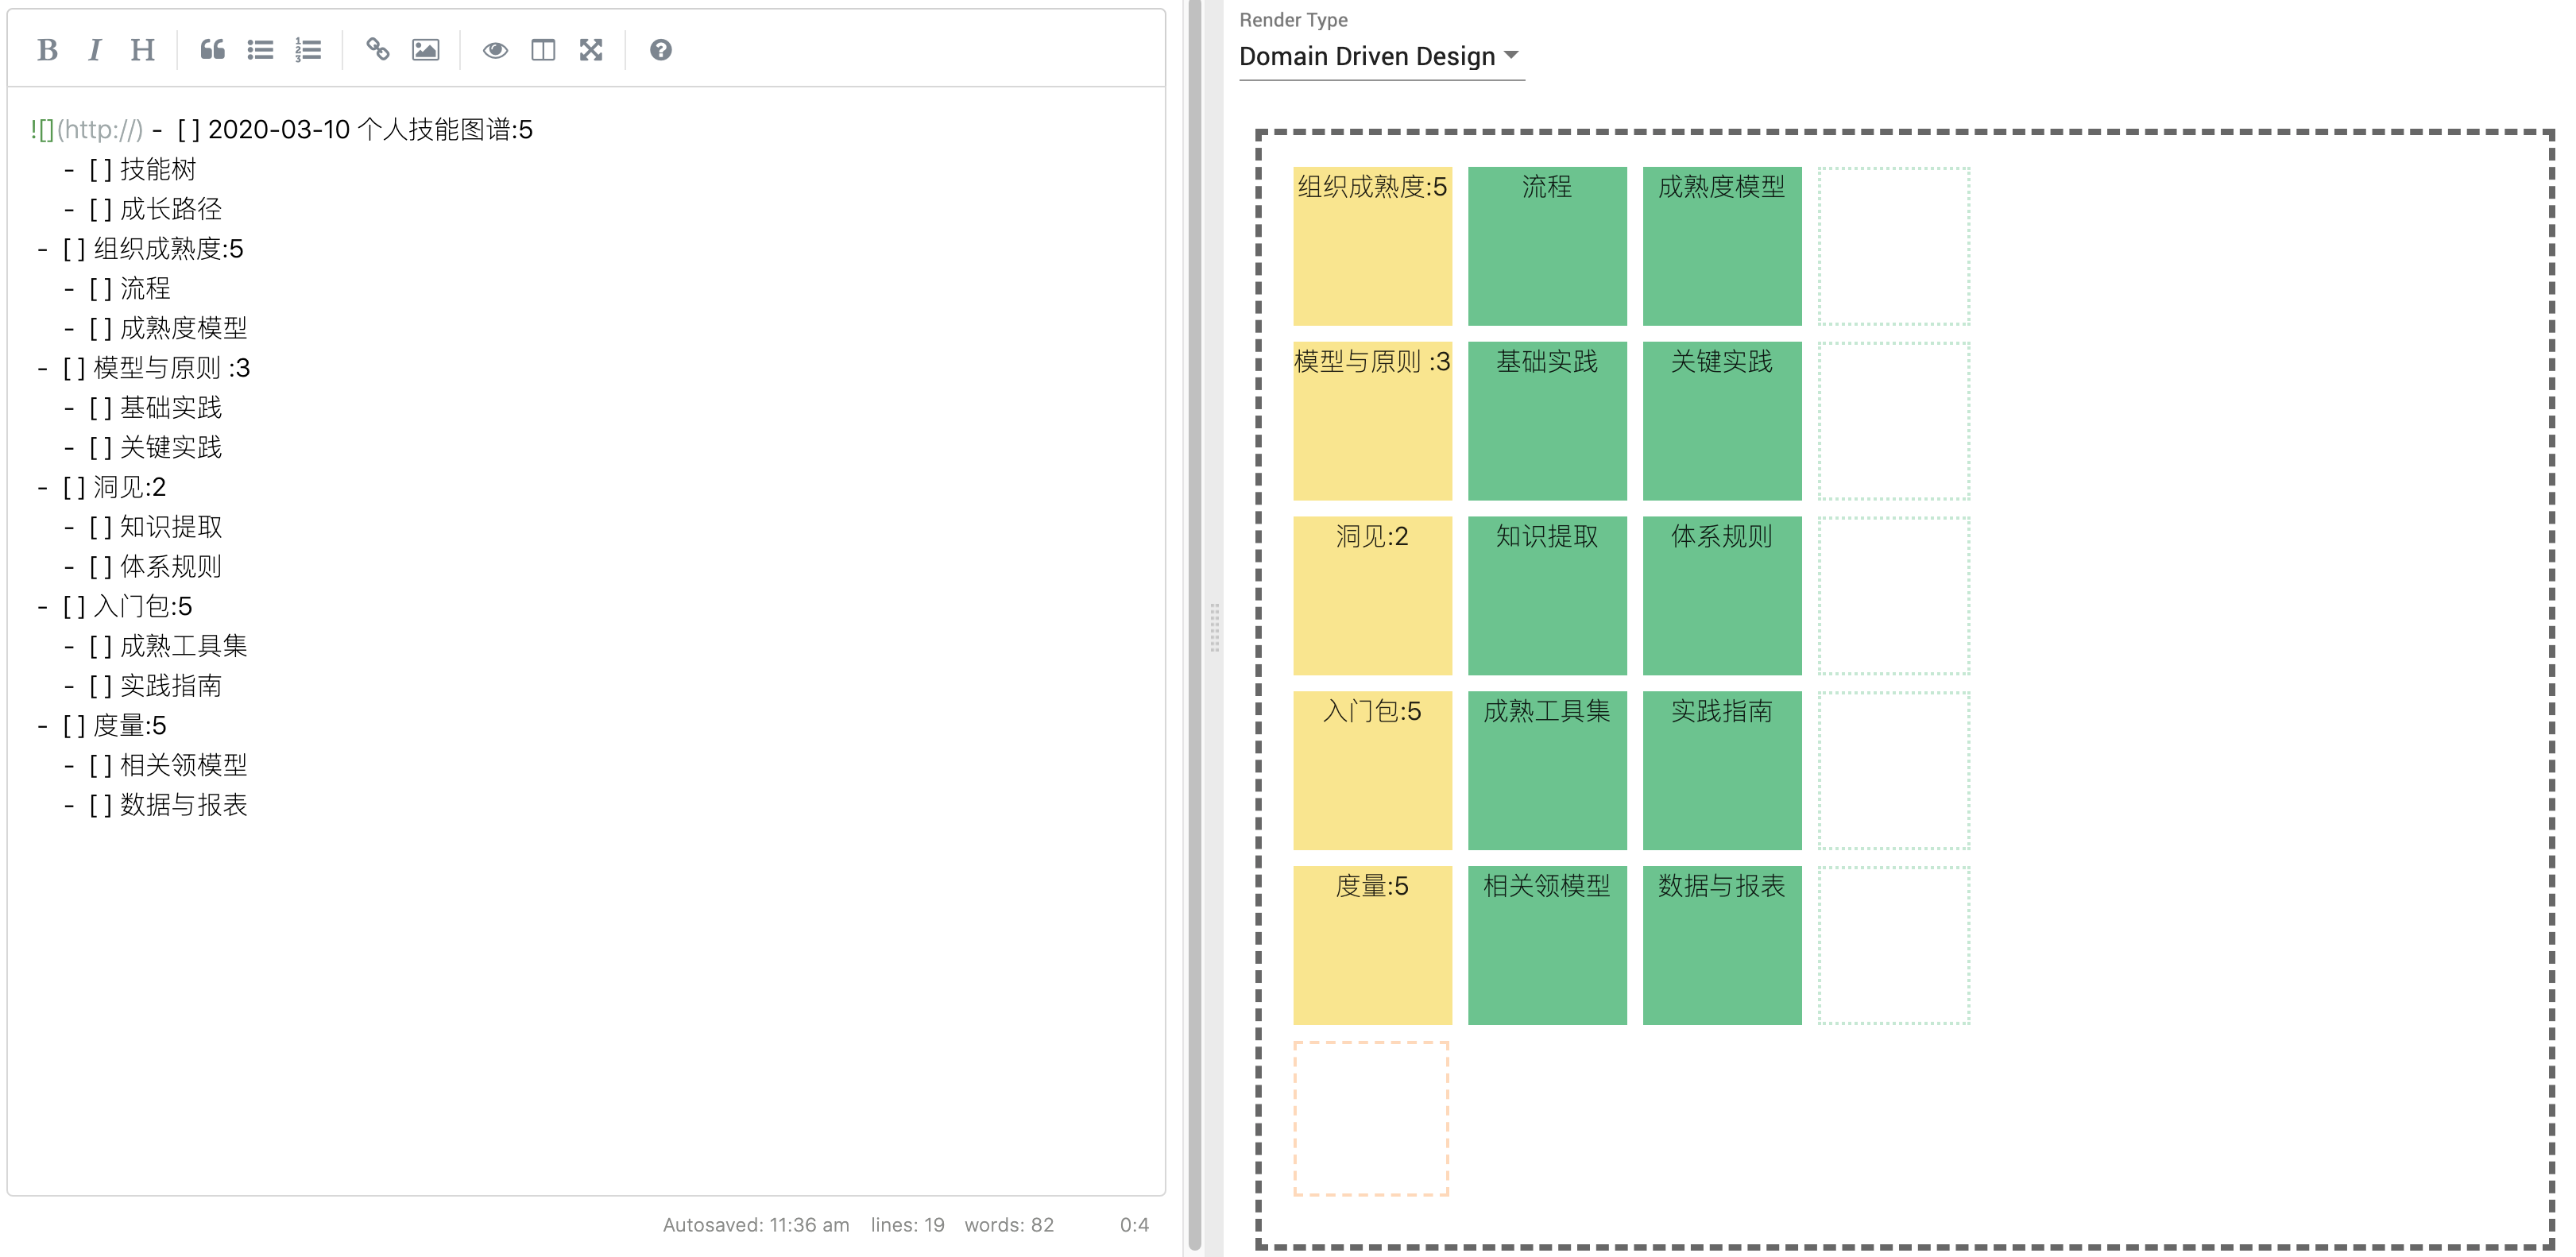 B I H
![](http://) - [ ] 2020-03-10 个人技能图谱:5
- [ ] 技能树
- [ ] 成长路径
- [ ] 组织成熟度:5
- [ ] 流程
- [ ] 成熟度模型
- [ ] 模型与原则 :3
- [ ] 基础实践
- [ ] 关键实践
- [ ] 洞见:2
- [ ] 知识提取
- [ ] 体系规则
- [ ] 入门包:5
- [ ] 成熟工具集
- [ ] 实践指南
- [ ] 度量:5
- [ ] 相关领模型
- [ ] 数据与报表
Autosaved: 11:36 am lines: 19 words: 82 0:4
Render Type
Domain Driven Design
组织成熟度:5 流程 成熟度模型
模型与原则 :3 基础实践 关键实践
洞见:2 知识提取 体系规则
入门包:5 成熟工具集 实践指南
度量:5 相关领模型 数据与报表